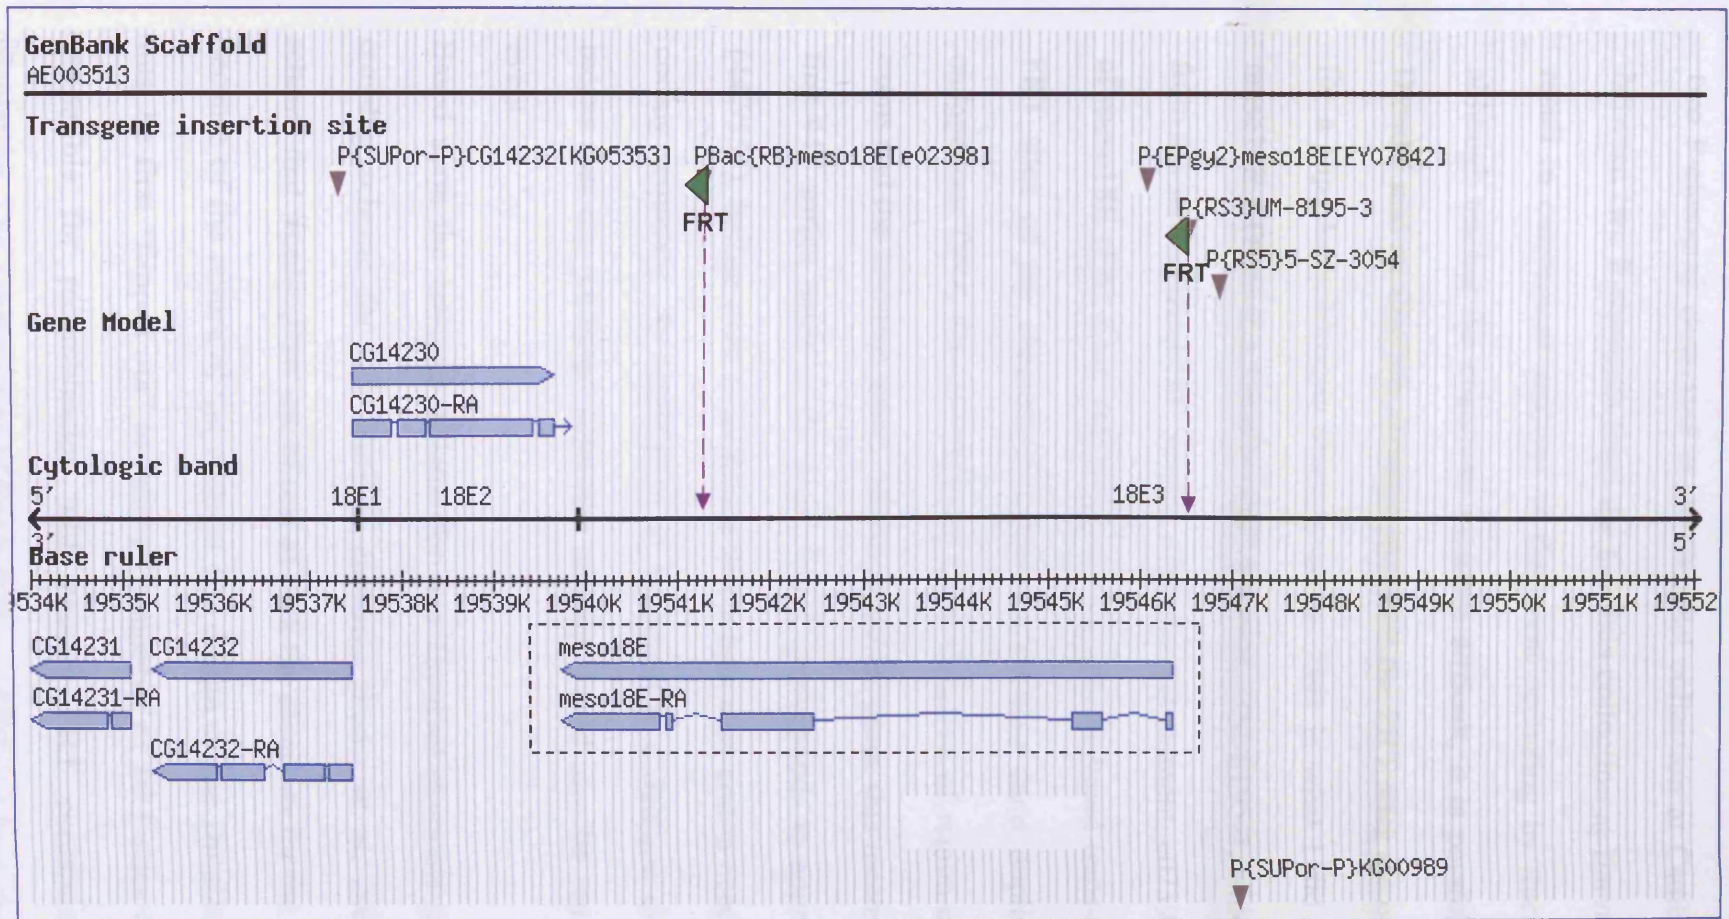 GenBank Scaffold
AE003513
Transgene insertion site
P{SUPor-P}CG14232[KG05353] PBac{RB}meso18E[e02398] P{EPgy2}meso18E[EY07842]
FRT
P{RS3}UM-8195-3
FRT P{RS5}5-SZ-3054
Gene Model
CG14230
CG14230-RA
Cytologic band
5′ 18E1 18E2 18E3 3′
3′ 5′
Base ruler
534K 19535K 19536K 19537K 19538K 19539K 19540K 19541K 19542K 19543K 19544K 19545K 19546K 19547K 19548K 19549K 19550K 19551K 19552
CG14231 CG14232 meso18E
CG14231-RA meso18E-RA
CG14232-RA
P{SUPor-P}KG00989